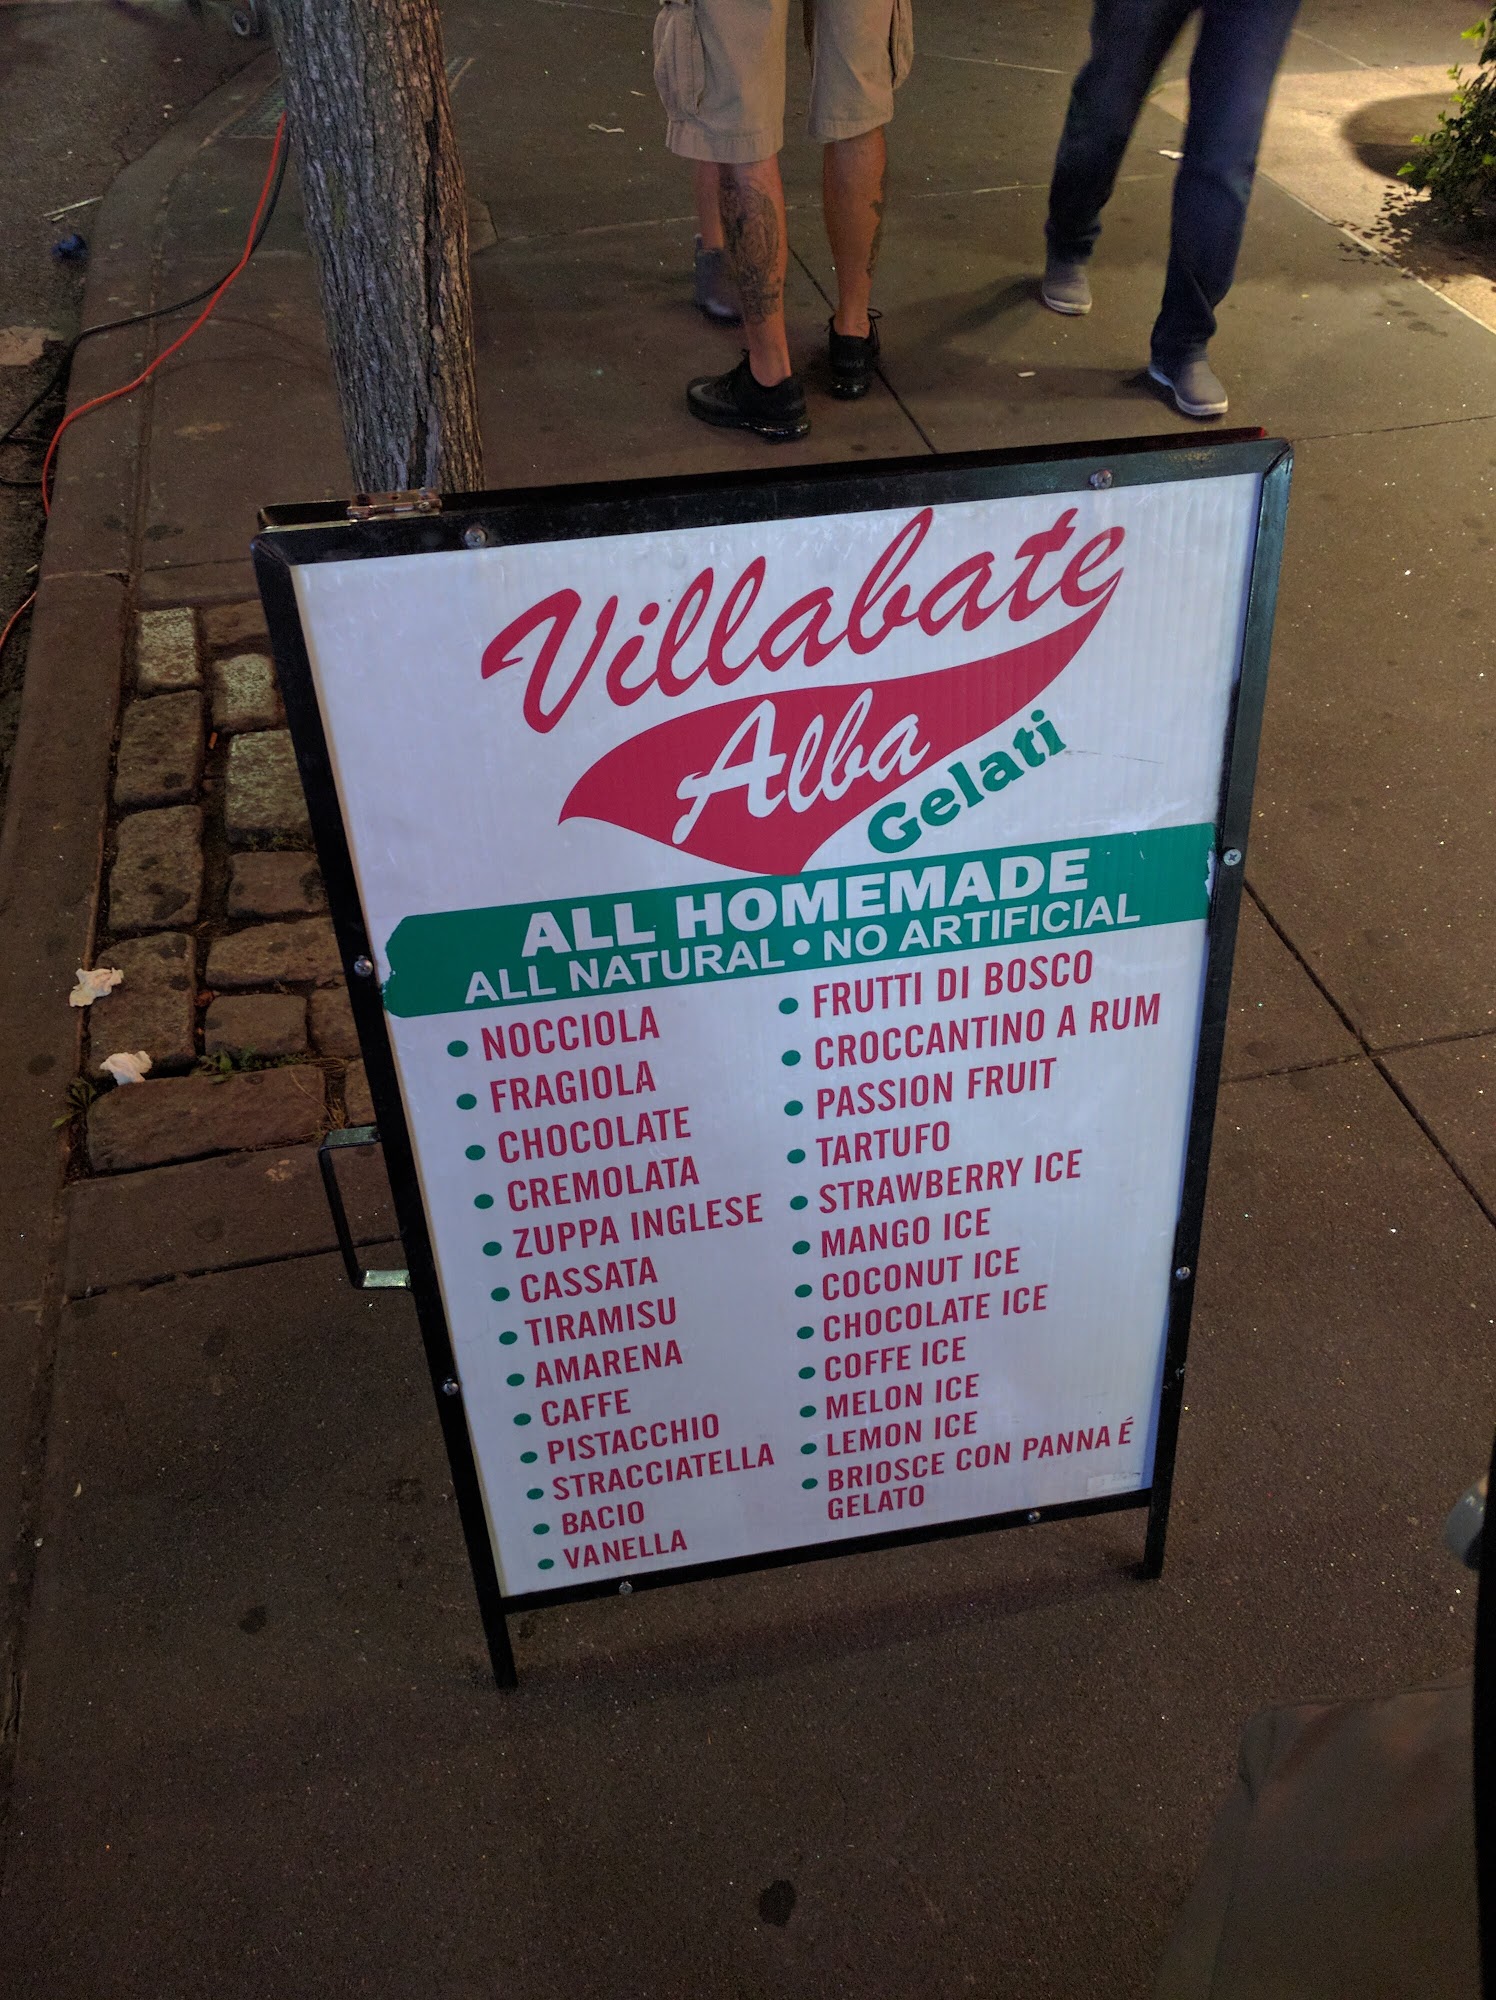 Villabate
Alba
Gelati
ALL HOMEMADE
ALL NATURAL • NO ARTIFICIAL
• NOCCIOLA
• FRAGIOLA
• CHOCOLATE
• CREMOLATA
• ZUPPA INGLESE
• CASSATA
• TIRAMISU
• AMARENA
• CAFFE
• PISTACCHIO
• STRACCIATELLA
• BACIO
• VANELLA
• FRUTTI DI BOSCO
• CROCCANTINO A RUM
• PASSION FRUIT
• TARTUFO
• STRAWBERRY ICE
• MANGO ICE
• COCONUT ICE
• CHOCOLATE ICE
• COFFE ICE
• MELON ICE
• LEMON ICE
• BRIOSCE CON PANNA É
GELATO